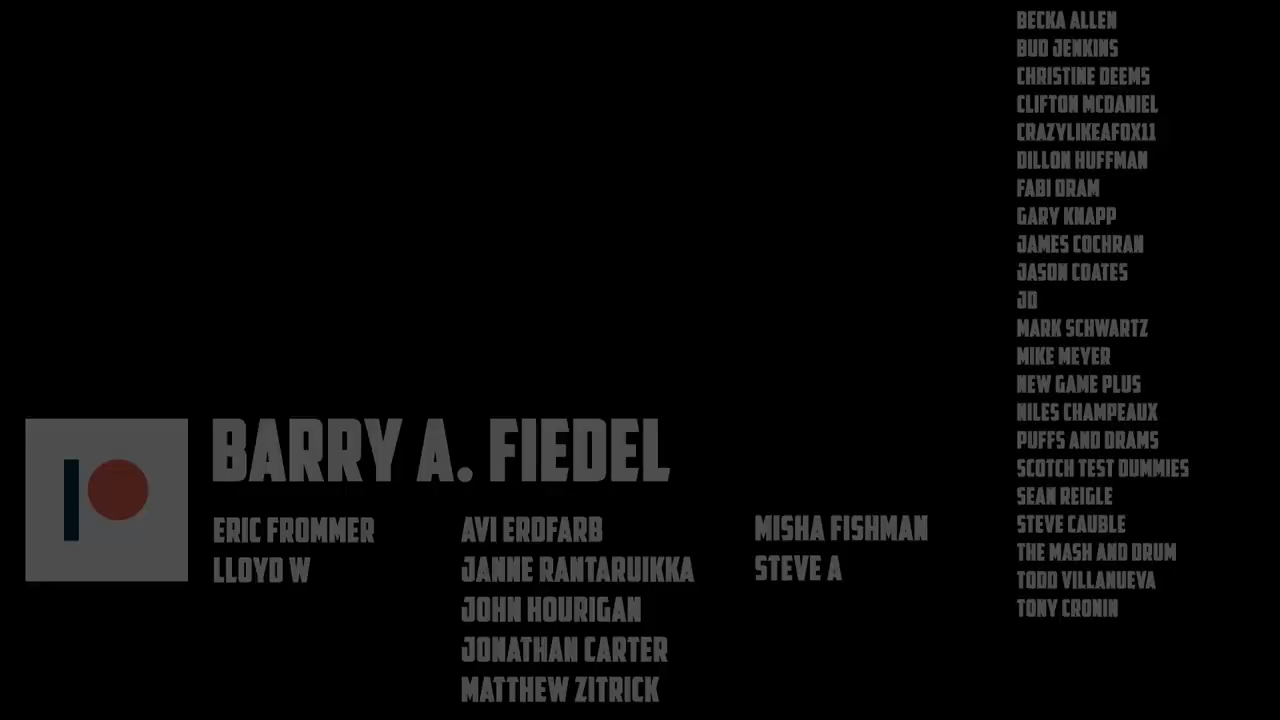 BARRY A. FIEDEL
ERIC FROMMER
LLOYD W
AVI ERDFARB
JANNE RANTARUIKKA
JOHN HOURIGAN
JONATHAN CARTER
MATTHEW ZITRICK
MISHA FISHMAN
STEVE A
BECKA ALLEN
BUD JENKINS
CHRISTINE DEEMS
CLIFTON MCDANIEL
CRAZYLIKEAFOX11
DILLON HUFFMAN
FABI DRAM
GARY KNAPP
JAMES COCHRAN
JASON COATES
JD
MARK SCHWARTZ
MIKE MEYER
NEW GAME PLUS
NILES CHAMPEAUX
PUFFS AND DRAMS
SCOTCH TEST DUMMIES
SEAN REIGLE
STEVE CAUBLE
THE MASH AND DRUM
TODD VILLANUEVA
TONY CRONIN